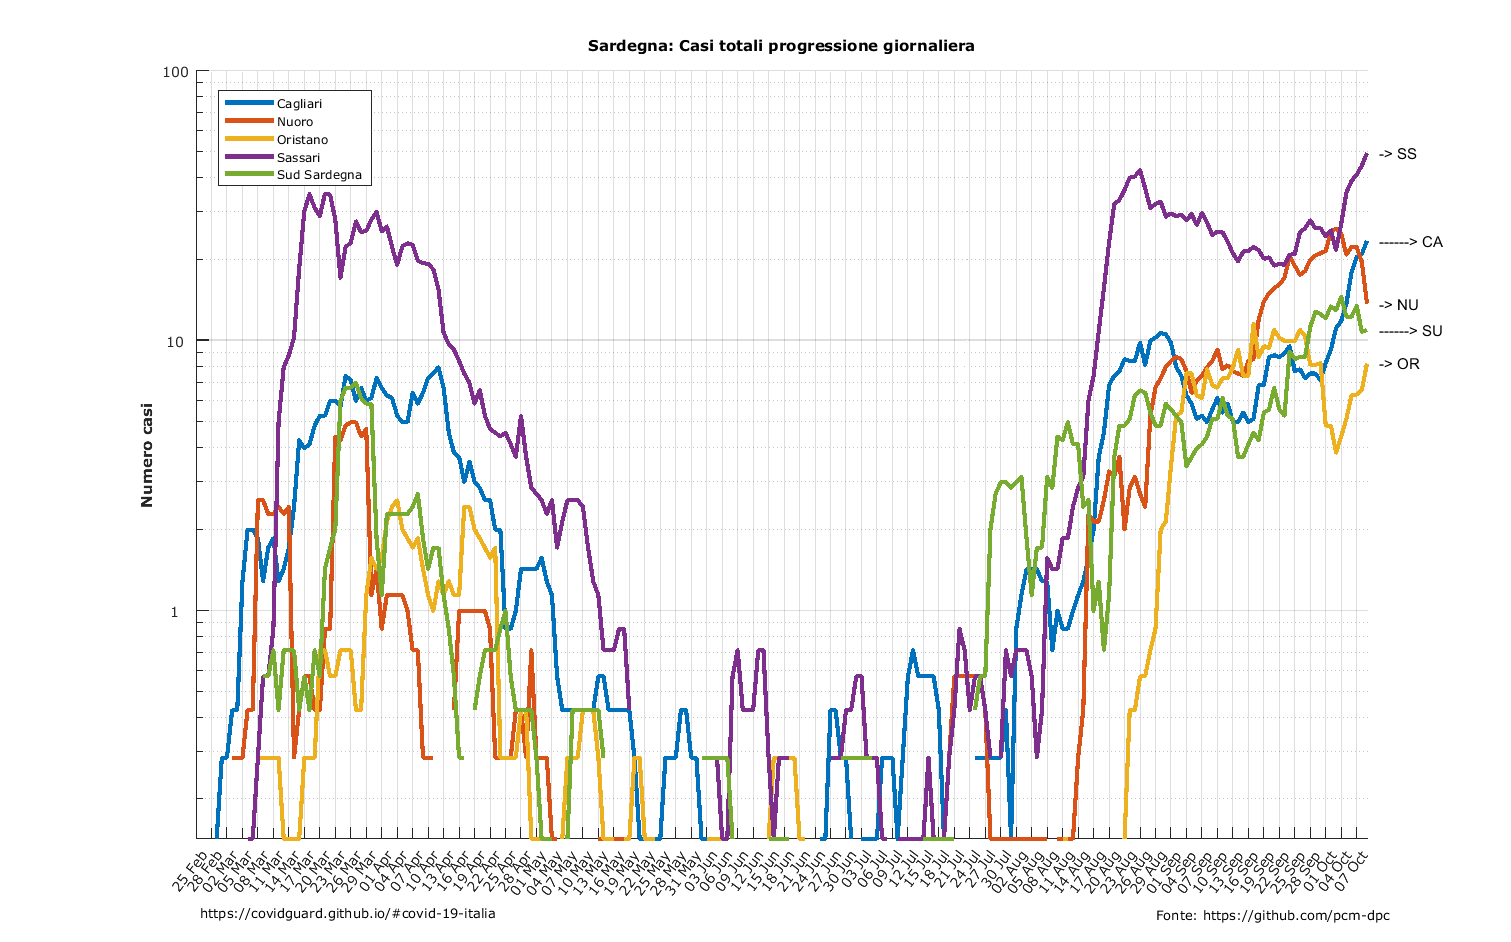 Sardegna: Casi totali progressione giornaliera
100
10
1
Numero casi
Cagliari
Nuoro
Oristano
Sassari
Sud Sardegna
-> SS
------> CA
-> NU
------> SU
-> OR
25 Feb
28 Feb
02 Mar
05 Mar
08 Mar
11 Mar
14 Mar
17 Mar
20 Mar
23 Mar
26 Mar
29 Mar
01 Apr
04 Apr
07 Apr
10 Apr
13 Apr
16 Apr
19 Apr
22 Apr
25 Apr
28 Apr
01 May
04 May
07 May
10 May
13 May
16 May
19 May
22 May
25 May
28 May
31 May
03 Jun
06 Jun
09 Jun
12 Jun
15 Jun
18 Jun
21 Jun
24 Jun
27 Jun
30 Jun
03 Jul
06 Jul
09 Jul
12 Jul
15 Jul
18 Jul
21 Jul
24 Jul
27 Jul
30 Jul
02 Aug
05 Aug
08 Aug
11 Aug
14 Aug
17 Aug
20 Aug
23 Aug
26 Aug
29 Aug
01 Sep
04 Sep
07 Sep
10 Sep
13 Sep
16 Sep
19 Sep
22 Sep
25 Sep
28 Sep
01 Oct
04 Oct
07 Oct
https://covidguard.github.io/#covid-19-italia
Fonte: https://github.com/pcm-dpc